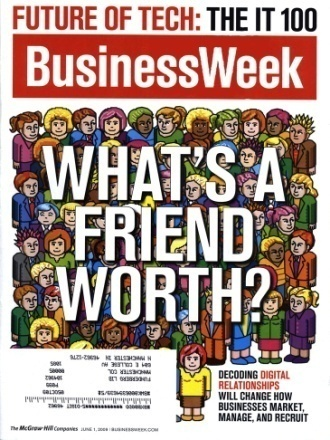 FUTURE OF TECH: THE IT 100
BusinessWeek
WHAT'S A
FRIEND
WORTH?
DECODING DIGITAL
RELATIONSHIPS
WILL CHANGE HOW
BUSINESSES MARKET,
MANAGE, AND RECRUIT
The McGraw-Hill Companies JUNE 1, 2009 | BUSINESSWEEK.COM